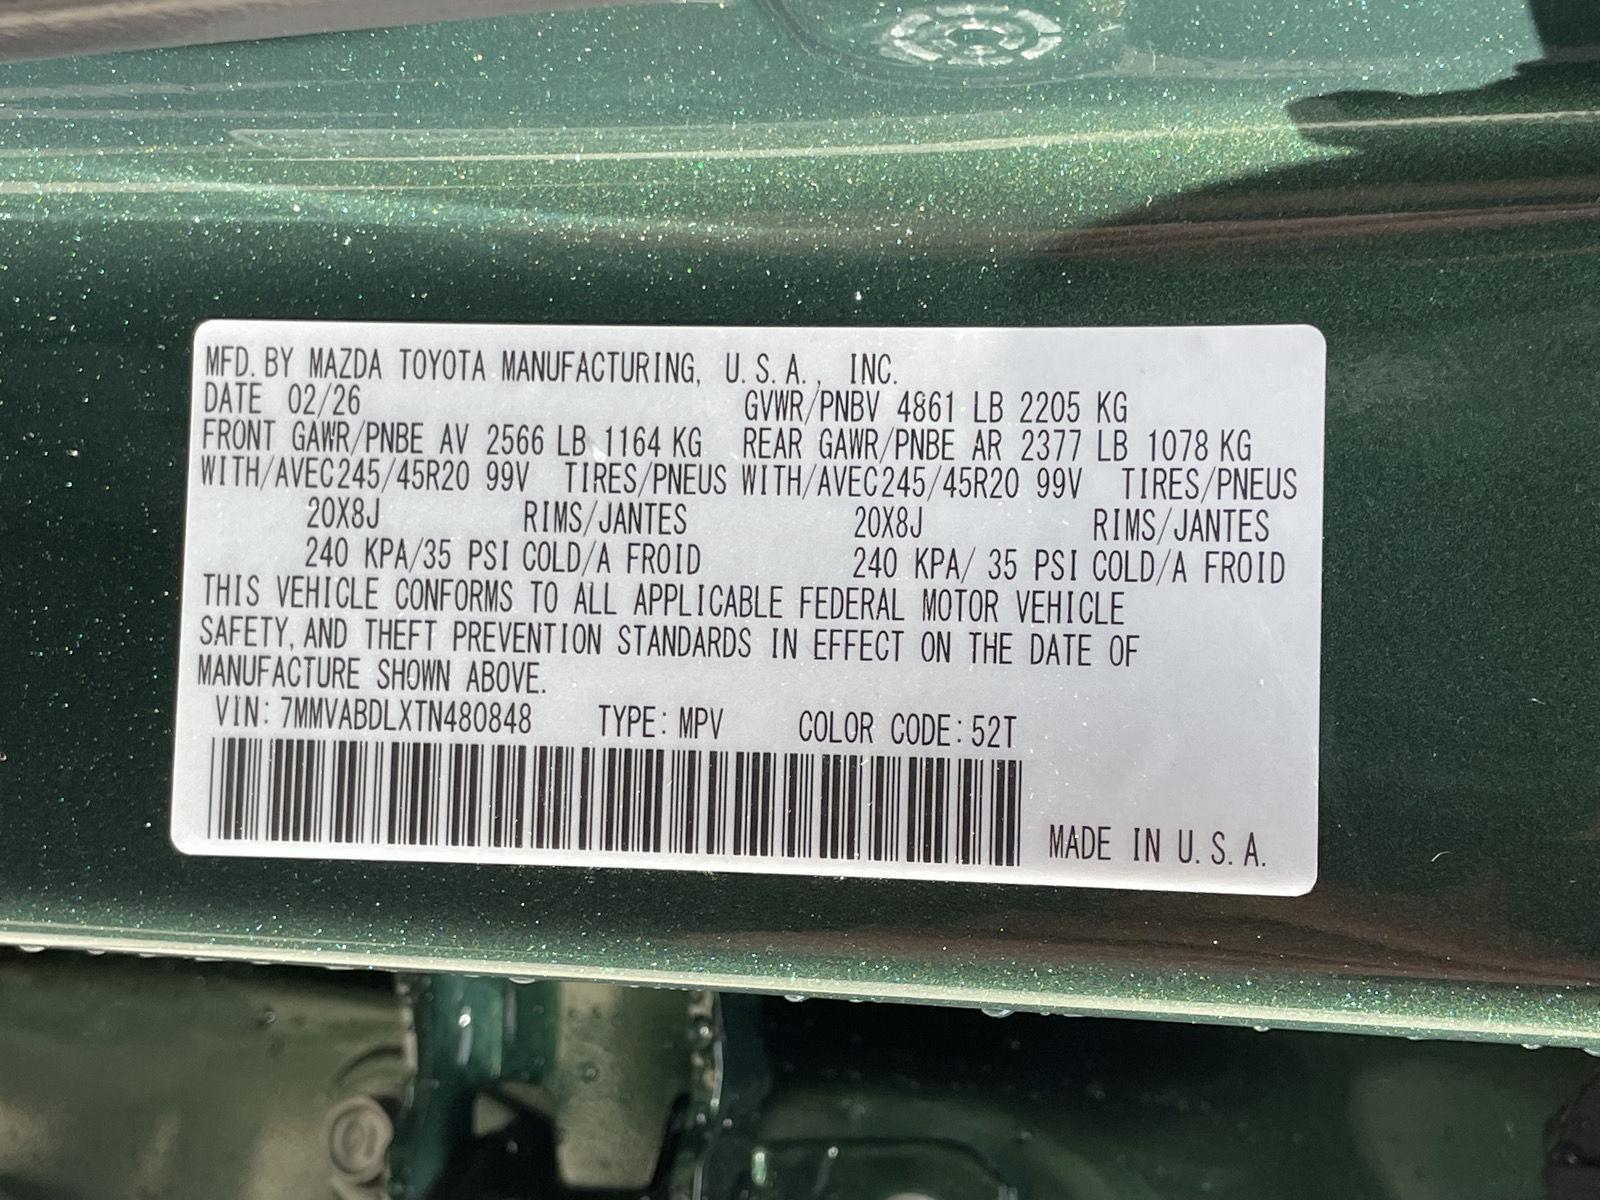 MFD. BY MAZDA TOYOTA MANUFACTURING, U.S.A., INC.
DATE 02/26 GVWR/PNBV 4861 LB 2205 KG
FRONT GAWR/PNBE AV 2566 LB 1164 KG REAR GAWR/PNBE AR 2377 LB 1078 KG
WITH/AVEC245/45R20 99V TIRES/PNEUS WITH/AVEC245/45R20 99V TIRES/PNEUS
20X8J RIMS/JANTES 20X8J RIMS/JANTES
240 KPA/35 PSI COLD/A FROID 240 KPA/ 35 PSI COLD/A FROID
THIS VEHICLE CONFORMS TO ALL APPLICABLE FEDERAL MOTOR VEHICLE
SAFETY, AND THEFT PREVENTION STANDARDS IN EFFECT ON THE DATE OF
MANUFACTURE SHOWN ABOVE.
VIN: 7MMVABDLXTN480848 TYPE: MPV COLOR CODE: 52T
MADE IN U.S.A.